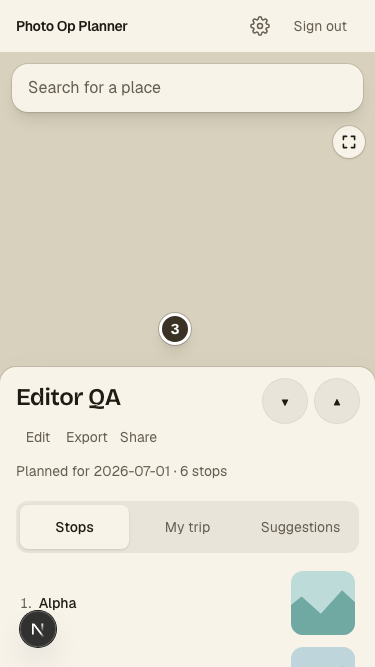 Photo Op Planner
Sign out
Search for a place
3
Editor QA
Edit Export Share
Planned for 2026-07-01 · 6 stops
Stops My trip Suggestions
1. Alpha
N